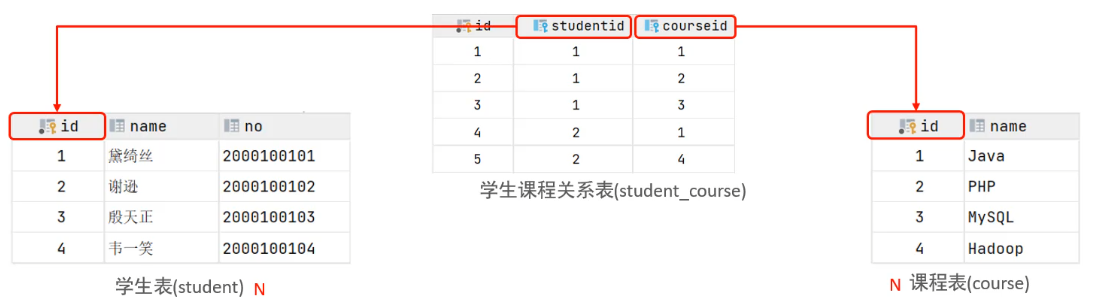 id studentid courseid
1 1 1
2 1 2
3 1 3
4 2 1
5 2 4
学生课程关系表(student_course)
id name no
1 黛绮丝 2000100101
2 谢逊 2000100102
3 殷天正 2000100103
4 韦一笑 2000100104
学生表(student) N
id name
1 Java
2 PHP
3 MySQL
4 Hadoop
N 课程表(course)